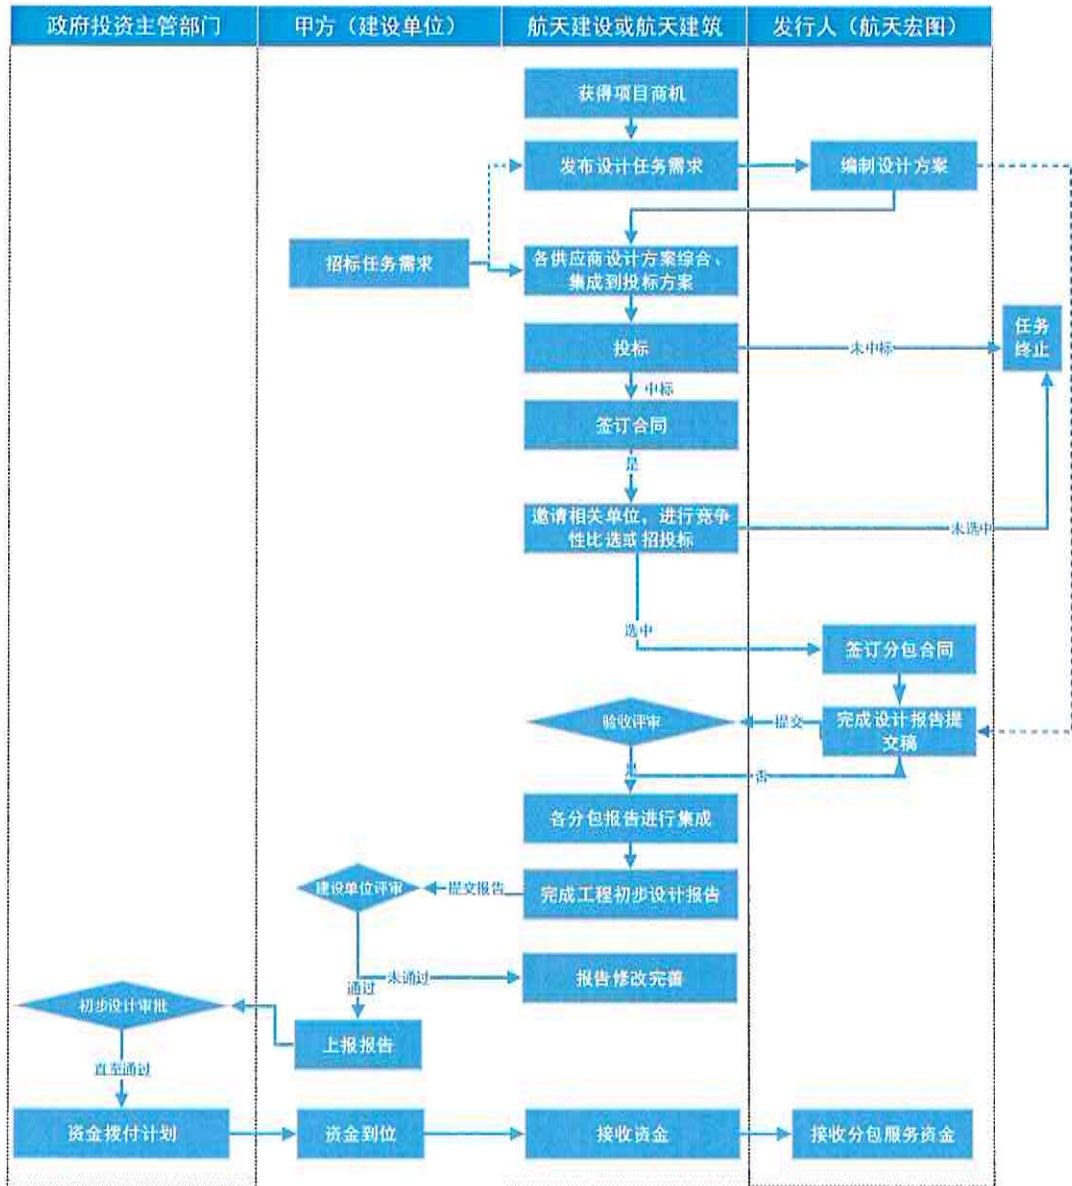 政府投资主管部门
甲方（建设单位）
航天建设或航天建筑
发行人（航天宏图）
获得项目商机
发布设计任务需求
编制设计方案
招标任务需求
各供应商设计方案综合、
集成到投标方案
任务
终止
投标
未中标
中标
签订合同
是
邀请相关单位，进行竞争
性比选或招投标
未选中
选中
签订分包合同
验收评审
提交
完成设计报告提
交稿
是
否
各分包报告进行集成
建设单位评审
提交报告
完成工程初步设计报告
未通过
报告修改完善
通过
初步设计审批
上报报告
直至通过
资金拨付计划
资金到位
接收资金
接收分包服务资金